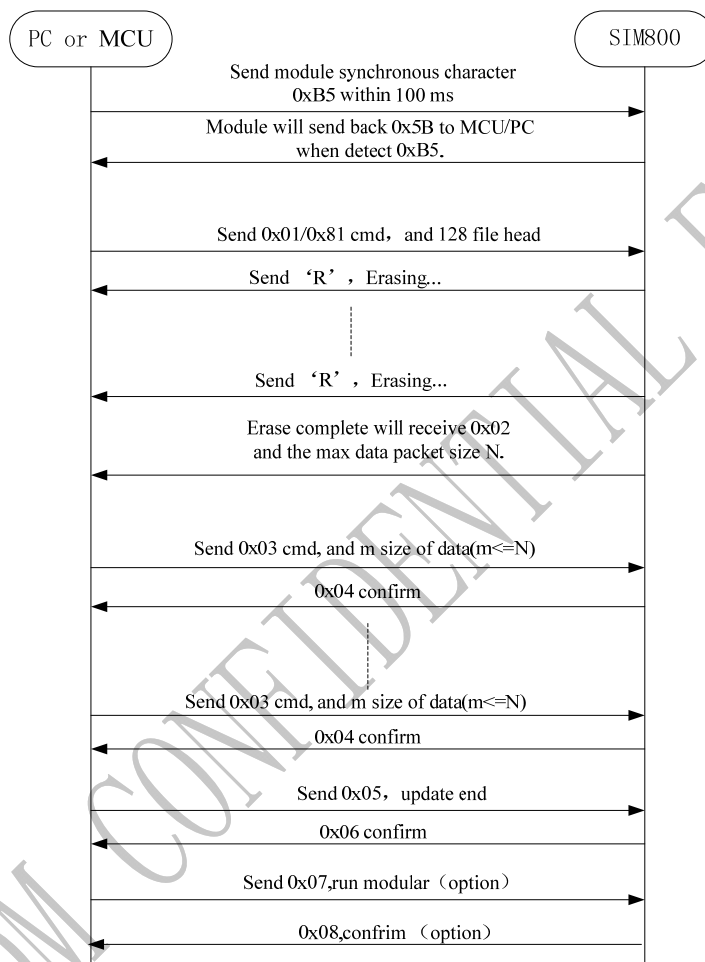 PC or MCU
SIM800
Send module synchronous character
0xB5 within 100 ms
Module will send back 0x5B to MCU/PC
when detect 0xB5.
Send 0x01/0x81 cmd，and 128 file head
Send ‘R’，Erasing...
Send ‘R’，Erasing...
Erase complete will receive 0x02
and the max data packet size N.
Send 0x03 cmd, and m size of data(m<=N)
0x04 confirm
Send 0x03 cmd, and m size of data(m<=N)
0x04 confirm
Send 0x05，update end
0x06 confirm
Send 0x07,run modular（option）
0x08,confrim （option）
CONFIDENTIAL